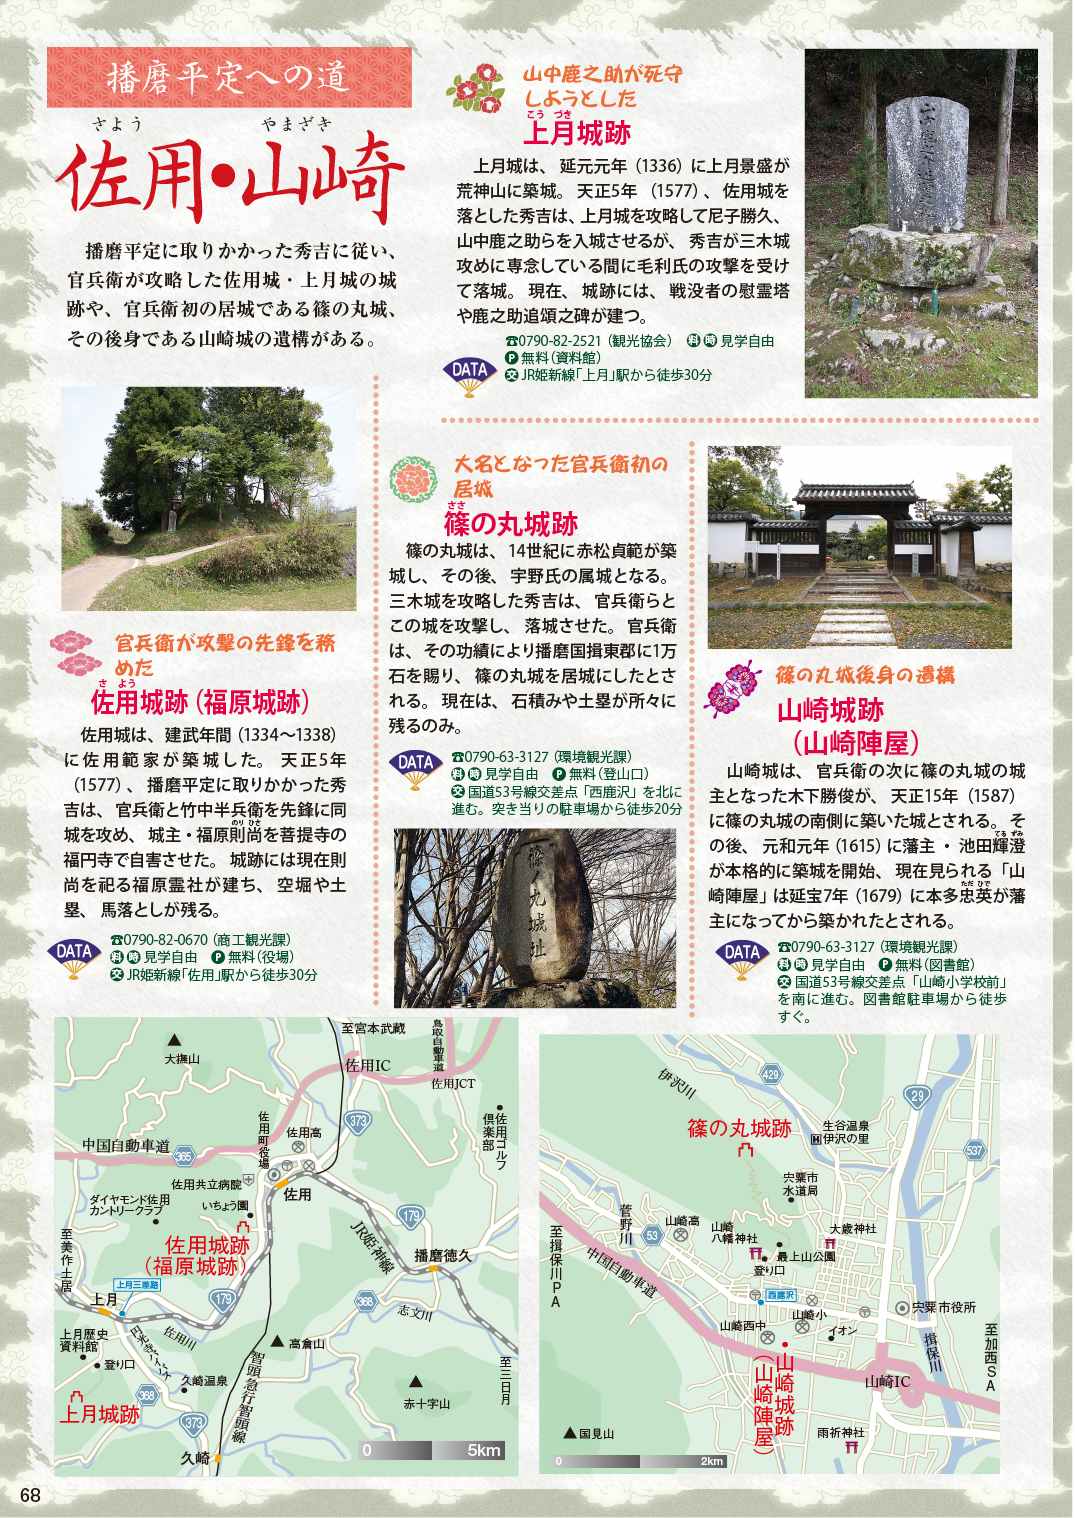 播磨平定への道
さよう　やまざき
佐用・山崎
播磨平定に取りかかった秀吉に従い、
官兵衛が攻略した佐用城・上月城の城
跡や、官兵衛初の居城である篠の丸城、
その後身である山崎城の遺構がある。
山中鹿之助が死守
しようとした
こう　づき
上月城跡
上月城は、延元元年（1336）に上月景盛が
荒神山に築城。天正5年（1577）、佐用城を
落とした秀吉は、上月城を攻略して尼子勝久、
山中鹿之助らを入城させるが、秀吉が三木城
攻めに専念している間に毛利氏の攻撃を受け
て落城。現在、城跡には、戦没者の慰霊塔
や鹿之助追頌之碑が建つ。
DATA
☎0790-82-2521（観光協会）　料 時 見学自由
P 無料（資料館）
交 JR姫新線「上月」駅から徒歩30分
官兵衛が攻撃の先鋒を務
めた
さ　よう
佐用城跡（福原城跡）
佐用城は、建武年間（1334〜1338）
に佐用範家が築城した。天正5年
（1577）、播磨平定に取りかかった秀
吉は、官兵衛と竹中半兵衛を先鋒に同
のり ひさ
城を攻め、城主・福原則尚を菩提寺の
福円寺で自害させた。城跡には現在則
尚を祀る福原霊社が建ち、空堀や土
塁、馬落としが残る。
DATA
☎0790-82-0670（商工観光課）
料 時 見学自由　P 無料（役場）
交 JR姫新線「佐用」駅から徒歩30分
大名となった官兵衛初の
居城
ささ
篠の丸城跡
篠の丸城は、14世紀に赤松貞範が築
城し、その後、宇野氏の属城となる。
三木城を攻略した秀吉は、官兵衛らと
この城を攻撃し、落城させた。官兵衛
は、その功績により播磨国揖東郡に1万
石を賜り、篠の丸城を居城にしたとさ
れる。現在は、石積みや土塁が所々に
残るのみ。
DATA
☎0790-63-3127（環境観光課）
料 時 見学自由　P 無料（登山口）
交 国道53号線交差点「西鹿沢」を北に
進む。突き当りの駐車場から徒歩20分
篠ノ丸城址
篠の丸城後身の遺構
山崎城跡
（山崎陣屋）
山崎城は、官兵衛の次に篠の丸城の城
主となった木下勝俊が、天正15年（1587）
に篠の丸城の南側に築いた城とされる。そ
てる ずみ
の後、元和元年（1615）に藩主・池田輝澄
が本格的に築城を開始、現在見られる「山
ただ ひで
崎陣屋」は延宝7年（1679）に本多忠英が藩
主になってから築かれたとされる。
DATA
☎0790-63-3127（環境観光課）
料 時 見学自由　P 無料（図書館）
交 国道53号線交差点「山崎小学校前」
を南に進む。図書館駐車場から徒歩
すぐ。
至宮本武蔵
鳥取自動車道
大撫山
佐用IC
佐用JCT
373
佐用ゴルフ
倶楽部
佐用町役場
佐用高
中国自動車道
365
佐用共立病院
佐用
ダイヤモンド佐用
カントリークラブ
いちょう園
179
至美作土居
佐用城跡
（福原城跡）
JR姫新線
播磨徳久
上月三差路
上月
179
368
志文川
上月歴史
資料館
佐用川
高倉山
登り口
智頭急行智頭線
至三日月
久崎温泉
368
赤十字山
上月城跡
373
久崎
0
5km
伊沢川
429
29
篠の丸城跡
生谷温泉
伊沢の里
537
宍粟市
水道局
菅野川
山崎高
山崎
八幡神社
大歳神社
53
至揖保川PA
最上山公園
登り口
中国自動車道
西鹿沢
宍粟市役所
山崎小
山崎西中
イオン
揖保川
至加西SA
山崎城跡
（山崎陣屋）
山崎IC
国見山
雨祈神社
0
2km
68